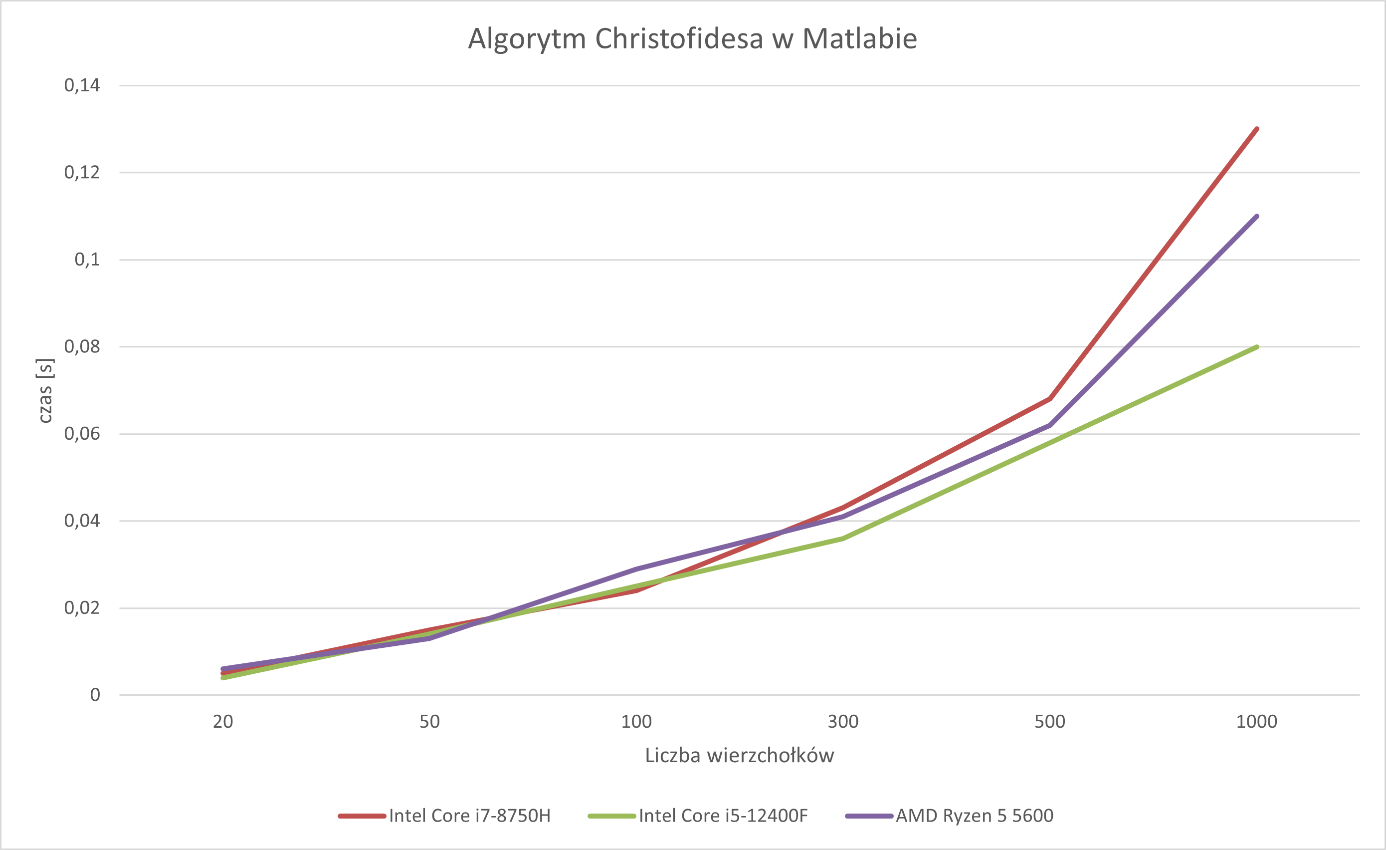 Algorytm Christofidesa w Matlabie
0,14
0,12
0,1
0,08
0,06
0,04
0,02
0
czas [s]
20 50 100 300 500 1000
Liczba wierzchołków
Intel Core i7-8750H Intel Core i5-12400F AMD Ryzen 5 5600